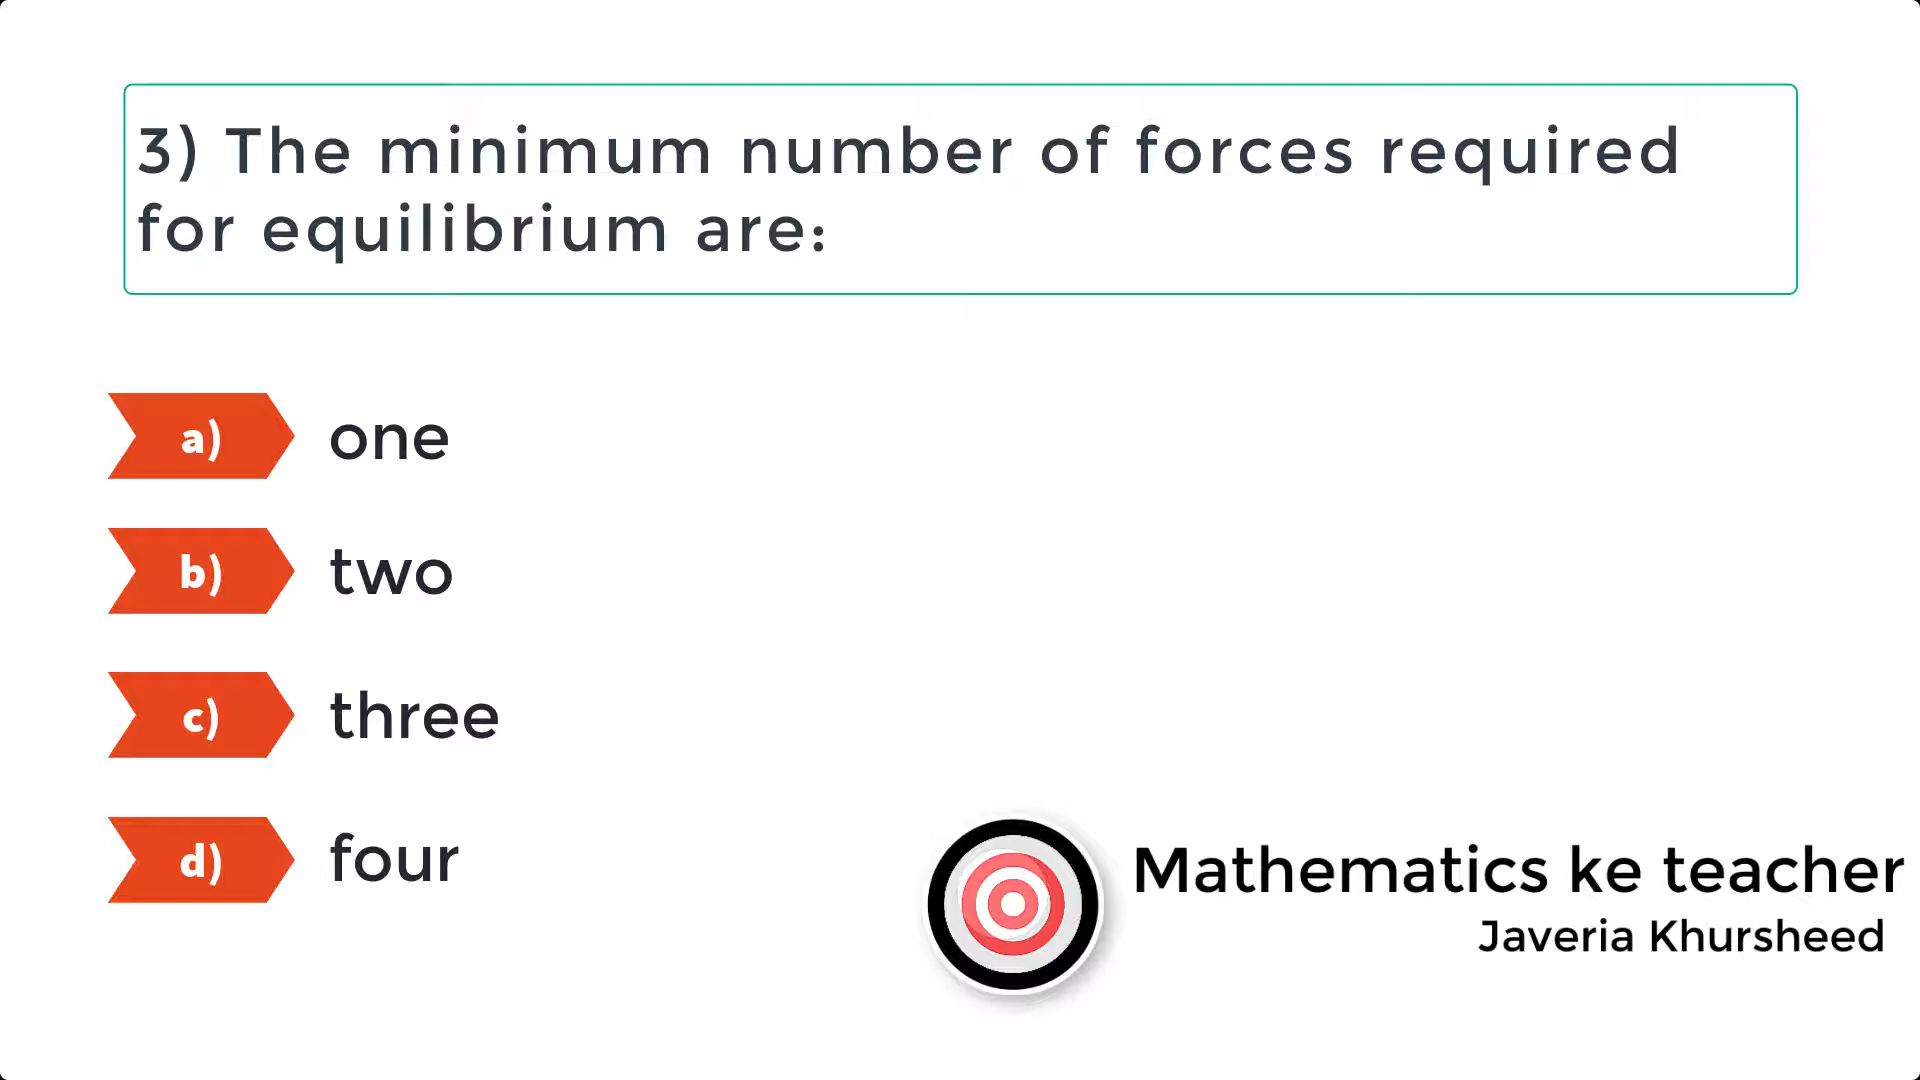 3) The minimum number of forces required
for equilibrium are:
a) one
b) two
c) three
d) four
Mathematics ke teacher
Javeria Khursheed